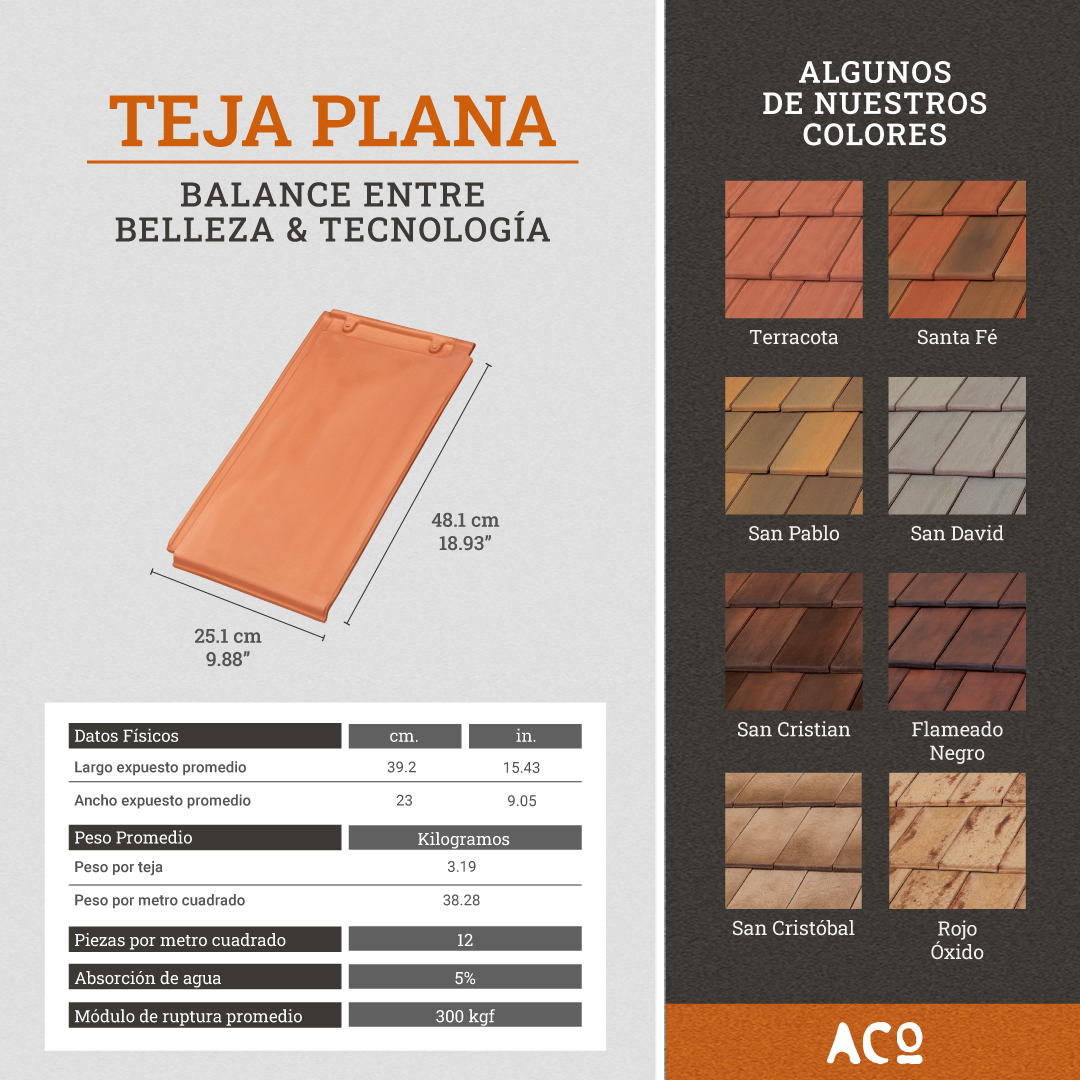 TEJA PLANA
BALANCE ENTRE
BELLEZA & TECNOLOGÍA
48.1 cm
18.93”
25.1 cm
9.88”
Datos Físicos cm. in.
Largo expuesto promedio 39.2 15.43
Ancho expuesto promedio 23 9.05
Peso Promedio Kilogramos
Peso por teja 3.19
Peso por metro cuadrado 38.28
Piezas por metro cuadrado 12
Absorción de agua 5%
Módulo de ruptura promedio 300 kgf
ALGUNOS
DE NUESTROS
COLORES
Terracota Santa Fé
San Pablo San David
San Cristian Flameado
Negro
San Cristóbal Rojo
Óxido
ACO